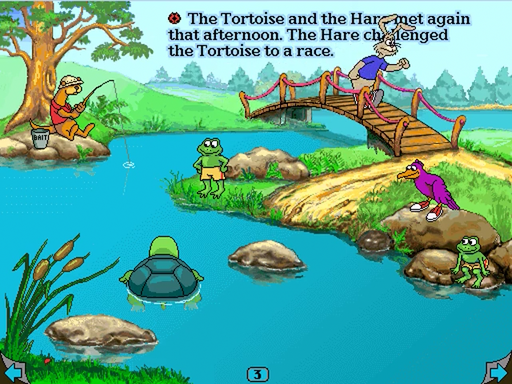 The Tortoise and the Hare met again
that afternoon. The Hare challenged
the Tortoise to a race.
BAIT
3